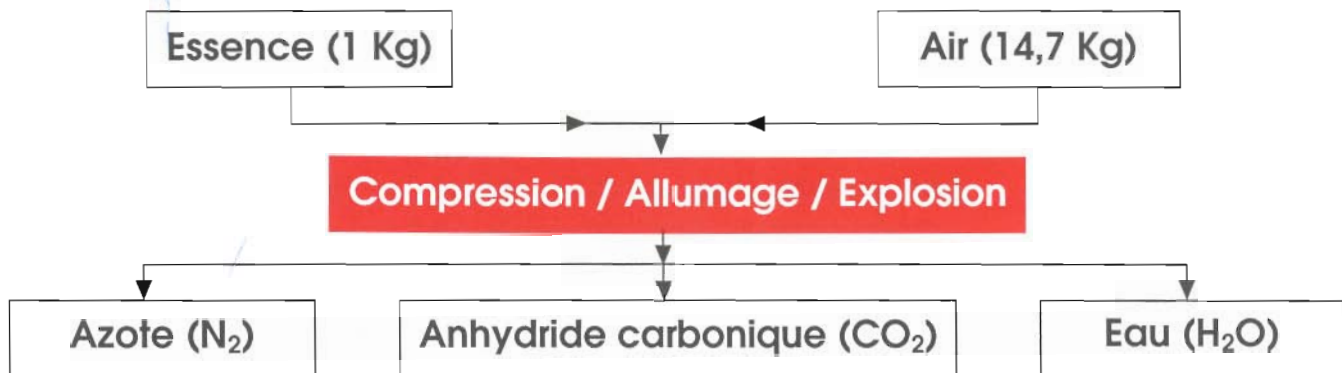 Essence (1 Kg)
Air (14,7 Kg)
Compression / Allumage / Explosion
Azote (N₂)
Anhydride carbonique (CO₂)
Eau (H₂O)